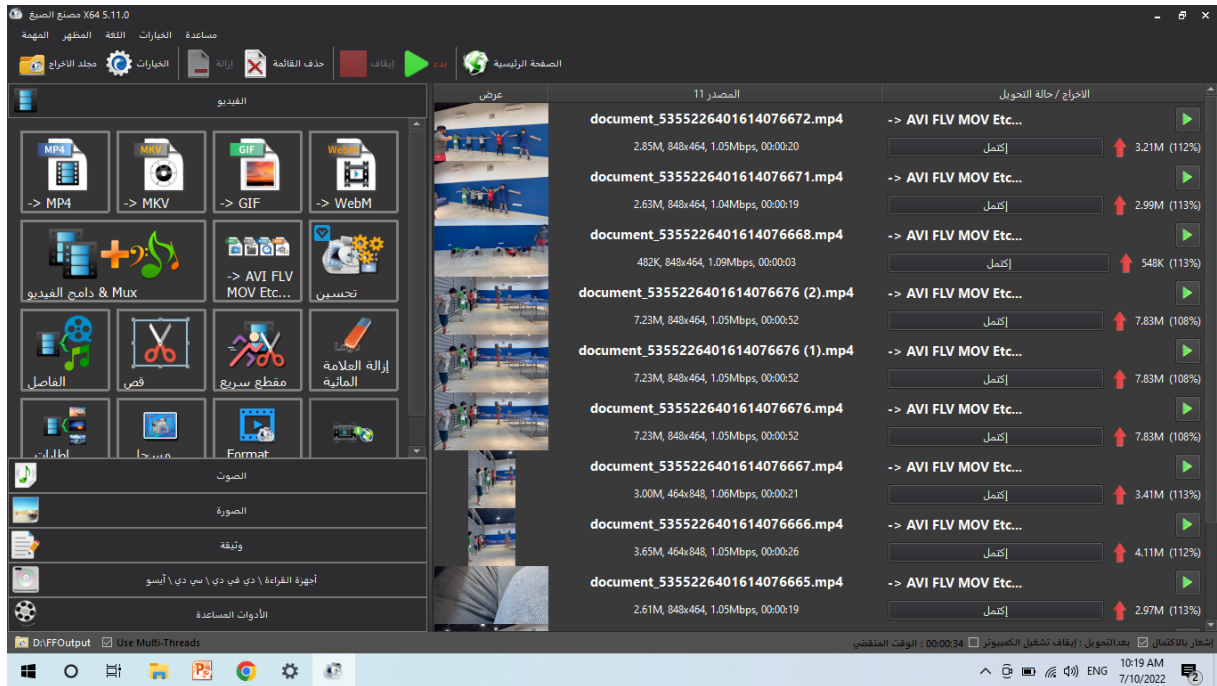 X64 5.11.0 مصنع الصيغ
المهمة المظهر اللغة الخيارات مساعدة
مجلد الاخراج الخيارات إزالة حذف القائمة إيقاف بدء الصفحة الرئيسية
الفيديو
MP4 MKV GIF WebM
-> MP4 -> MKV -> GIF -> WebM
دامج الفيديو & Mux
-> AVI FLV
MOV Etc...
تحسين
الفاصل
قص
مقطع سريع
إزالة العلامة
المائية
Format
الصوت
الصورة
وثيقة
أجهزة القراءة \ دي في دي \ سي دي \ آيسو
الأدوات المساعدة
عرض المصدر 11 الاخراج / حالة التحويل
document_5355226401614076672.mp4 -> AVI FLV MOV Etc...
2.85M, 848x464, 1.05Mbps, 00:00:20 إكتمل 3.21M (112%)
document_5355226401614076671.mp4 -> AVI FLV MOV Etc...
2.63M, 848x464, 1.04Mbps, 00:00:19 إكتمل 2.99M (113%)
document_5355226401614076668.mp4 -> AVI FLV MOV Etc...
482K, 848x464, 1.09Mbps, 00:00:03 إكتمل 548K (113%)
document_5355226401614076676 (2).mp4 -> AVI FLV MOV Etc...
7.23M, 848x464, 1.05Mbps, 00:00:52 إكتمل 7.83M (108%)
document_5355226401614076676 (1).mp4 -> AVI FLV MOV Etc...
7.23M, 848x464, 1.05Mbps, 00:00:52 إكتمل 7.83M (108%)
document_5355226401614076676.mp4 -> AVI FLV MOV Etc...
7.23M, 848x464, 1.05Mbps, 00:00:52 إكتمل 7.83M (108%)
document_5355226401614076667.mp4 -> AVI FLV MOV Etc...
3.00M, 464x848, 1.06Mbps, 00:00:21 إكتمل 3.41M (113%)
document_5355226401614076666.mp4 -> AVI FLV MOV Etc...
3.65M, 464x848, 1.05Mbps, 00:00:26 إكتمل 4.11M (112%)
document_5355226401614076665.mp4 -> AVI FLV MOV Etc...
2.61M, 848x464, 1.05Mbps, 00:00:19 إكتمل 2.97M (113%)
D:\FFOutput Use Multi-Threads الوقت المنقضي : 00:00:34 بعدالتحويل : إيقاف تشغيل الكمبيوتر إشعار بالاكتمال
ENG 10:19 AM
7/10/2022
2